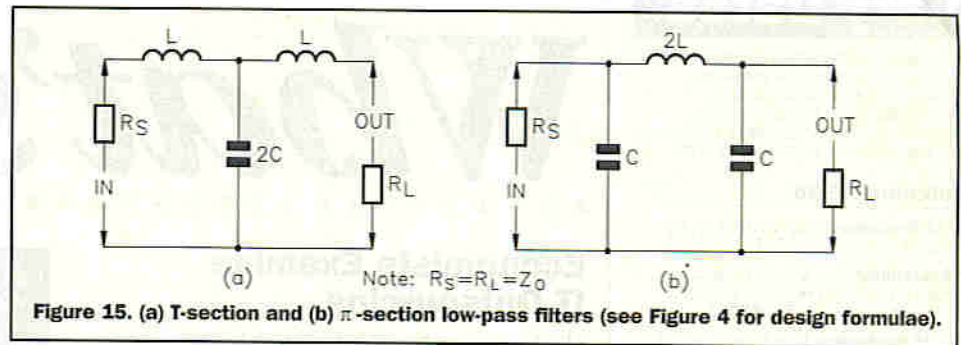 L
L
RS
IN
2C
OUT
RL
(a)
2L
RS
IN
C
C
OUT
RL
(b)
Note: RS=RL=Z0
Figure 15. (a) T-section and (b) π-section low-pass filters (see Figure 4 for design formulae).